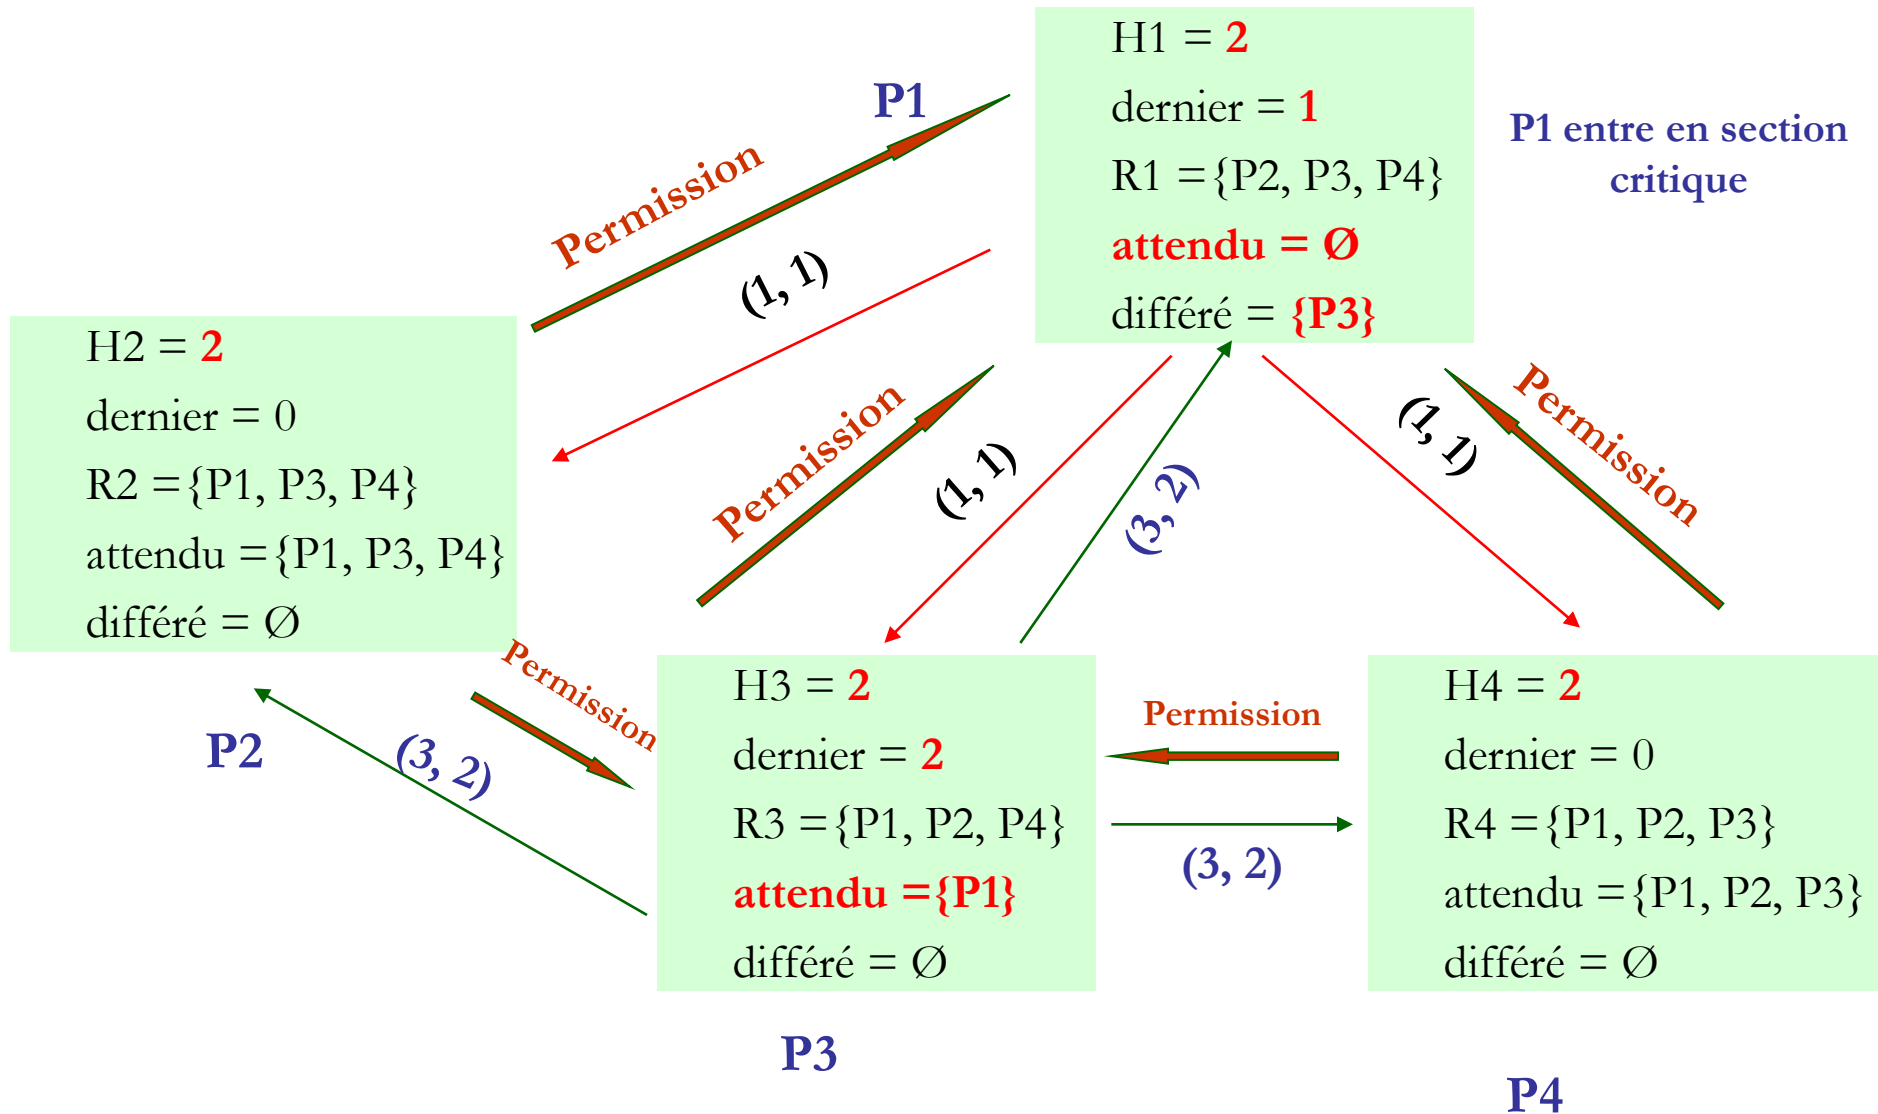 P1
H1 = 2
dernier = 1
R1 ={P2, P3, P4}
attendu = Ø
différé = {P3}
P1 entre en section
critique
Permission
(1, 1)
H2 = 2
dernier = 0
R2 ={P1, P3, P4}
attendu ={P1, P3, P4}
différé = Ø
P2
Permission
(1, 1)
(3, 2)
(1, 1)
Permission
Permission
(3, 2)
H3 = 2
dernier = 2
R3 ={P1, P2, P4}
attendu ={P1}
différé = Ø
P3
Permission
(3, 2)
H4 = 2
dernier = 0
R4 ={P1, P2, P3}
attendu ={P1, P2, P3}
différé = Ø
P4